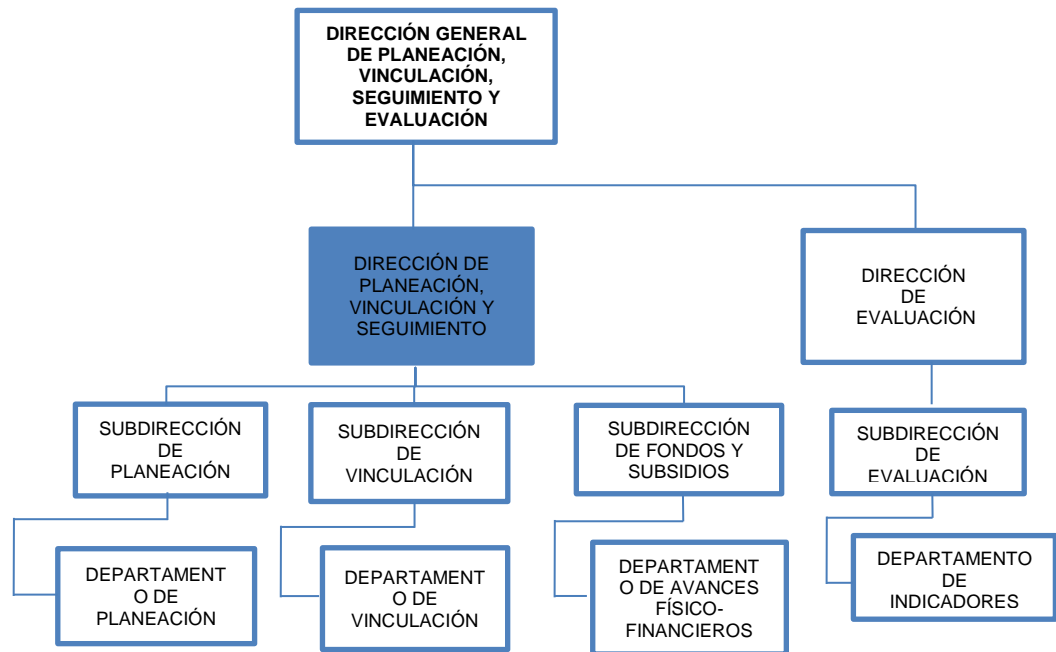 DIRECCIÓN GENERAL
DE PLANEACIÓN,
VINCULACIÓN,
SEGUIMIENTO Y
EVALUACIÓN
DIRECCIÓN DE
PLANEACIÓN,
VINCULACIÓN Y
SEGUIMIENTO
DIRECCIÓN
DE
EVALUACIÓN
SUBDIRECCIÓN
DE
PLANEACIÓN
SUBDIRECCIÓN
DE
VINCULACIÓN
SUBDIRECCIÓN
DE FONDOS Y
SUBSIDIOS
SUBDIRECCIÓN
DE
EVALUACIÓN
DEPARTAMENT
O DE
PLANEACIÓN
DEPARTAMENT
O DE
VINCULACIÓN
DEPARTAMENT
O DE AVANCES
FÍSICO-
FINANCIEROS
DEPARTAMENTO
DE
INDICADORES